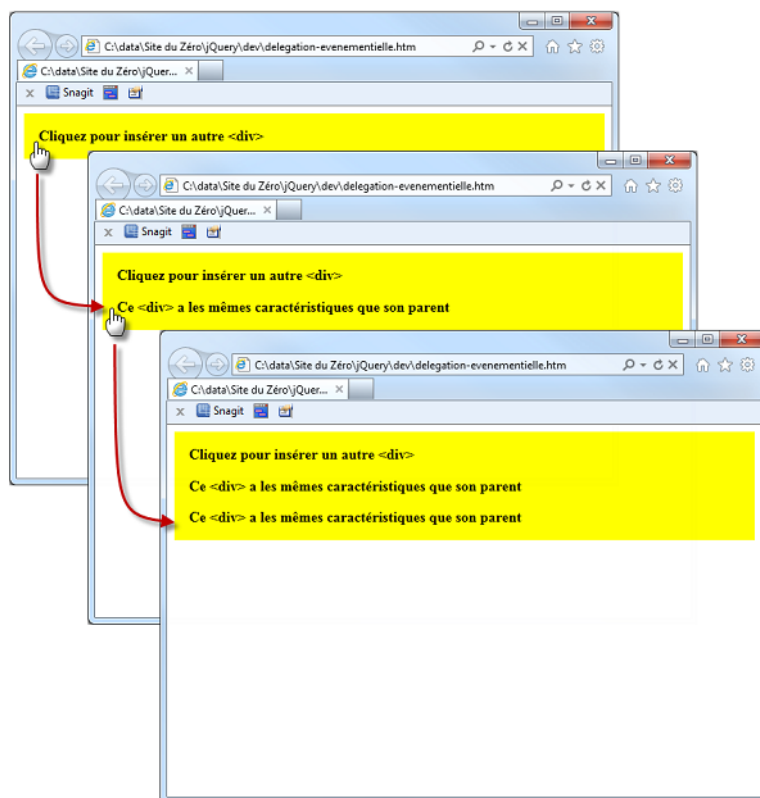 C:\data\Site du Zéro\jQuery\dev\delegation-evenementielle.htm
C:\data\Site du Zéro\jQuer...
Snagit
Cliquez pour insérer un autre <div>
C:\data\Site du Zéro\jQuery\dev\delegation-evenementielle.htm
C:\data\Site du Zéro\jQuer...
Snagit
Cliquez pour insérer un autre <div>
Ce <div> a les mêmes caractéristiques que son parent
C:\data\Site du Zéro\jQuery\dev\delegation-evenementielle.htm
C:\data\Site du Zéro\jQuer...
Snagit
Cliquez pour insérer un autre <div>
Ce <div> a les mêmes caractéristiques que son parent
Ce <div> a les mêmes caractéristiques que son parent